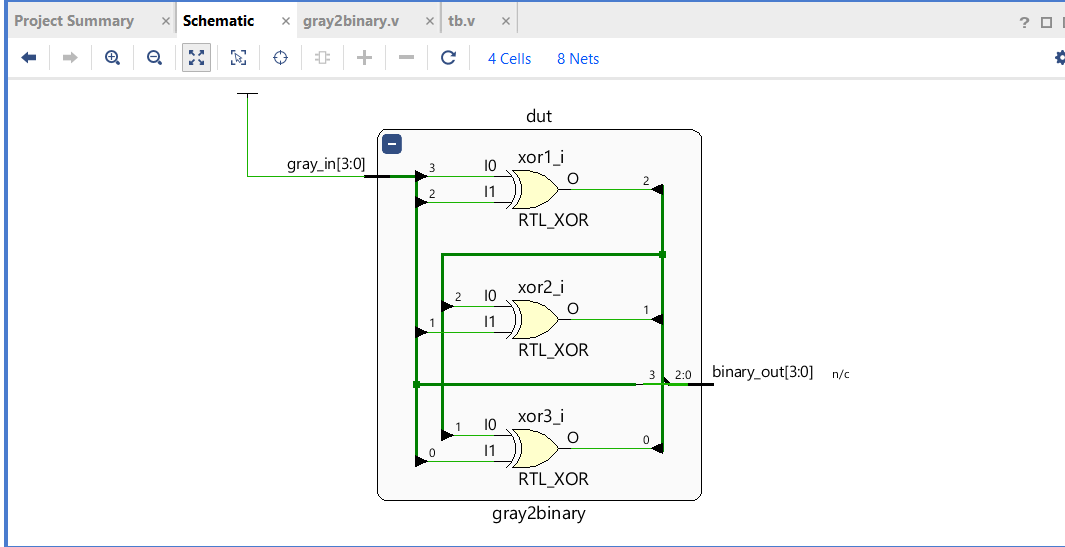 Project Summary × Schematic × gray2binary.v × tb.v ×
?
4 Cells 8 Nets
dut
gray_in[3:0]
3 I0 xor1_i O 2
2 I1
RTL_XOR
2 I0 xor2_i O 1
1 I1
RTL_XOR
3 2:0 binary_out[3:0] n/c
1 I0 xor3_i O 0
0 I1
RTL_XOR
gray2binary